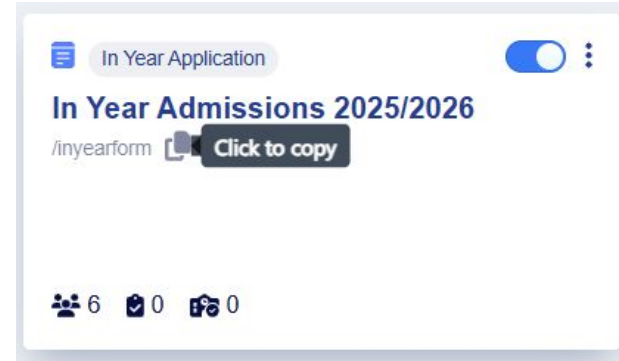 In Year Application
In Year Admissions 2025/2026
/inyearform Click to copy
6 0 0